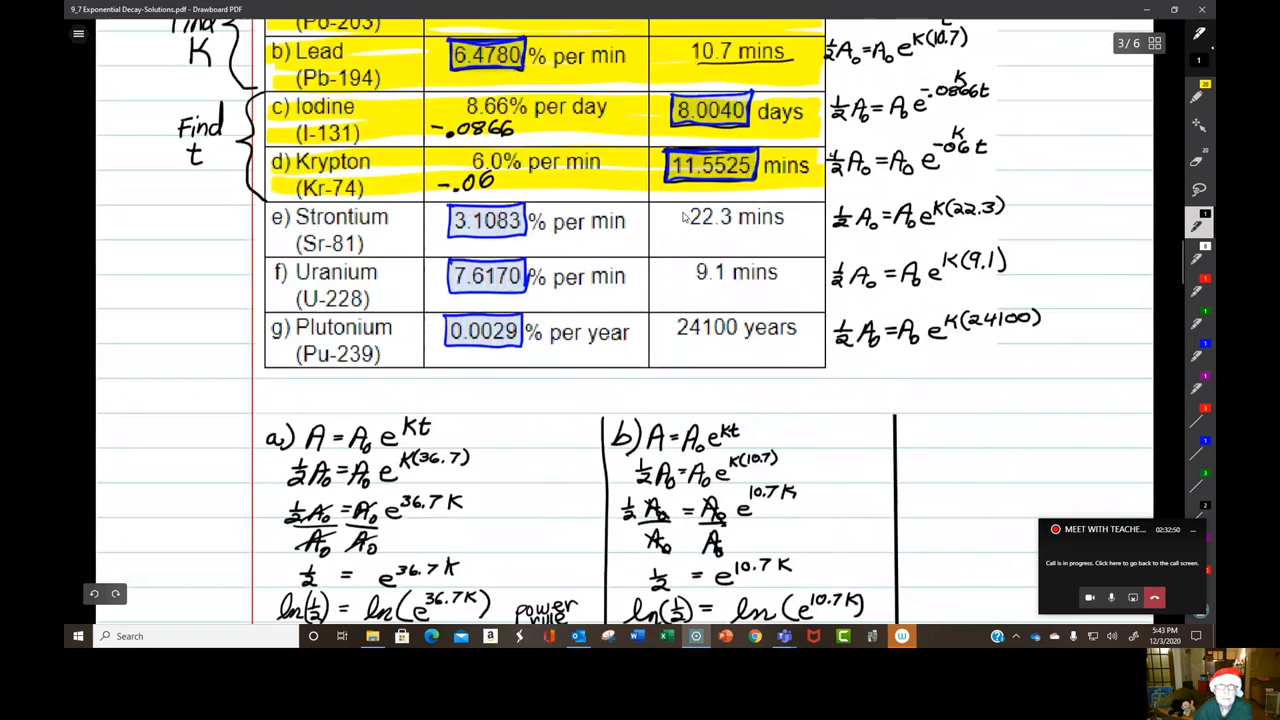 9_7 Exponential Decay-Solutions.pdf - Drawboard PDF
3/6
Find
K
(Po-203)
b) Lead
(Pb-194)
6.4780 % per min
10.7 mins
½A₀=A₀e^K(10.7)
Find
t
c) Iodine
(I-131)
8.66% per day
-.0866
8.0040 days
½A₀=A₀e^-.0866t
K
d) Krypton
(Kr-74)
6.0% per min
-.06
11.5525 mins
½A₀=A₀e^-.06t
K
e) Strontium
(Sr-81)
3.1083 % per min
22.3 mins
½A₀=A₀e^K(22.3)
f) Uranium
(U-228)
7.6170 % per min
9.1 mins
½A₀=A₀e^K(9.1)
g) Plutonium
(Pu-239)
0.0029 % per year
24100 years
½A₀=A₀e^K(24100)
a) A=A₀e^Kt
½A₀=A₀e^K(36.7)
½A₀=A₀e^36.7K
A₀ A₀
½ = e^36.7K
ln(½) = ln(e^36.7K)
power
rule
b) A=A₀e^Kt
½A₀=A₀e^K(10.7)
½A₀=A₀e^10.7K
A₀ A₀
½ = e^10.7K
ln(½) = ln(e^10.7K)
MEET WITH TEACHE...
02:32:50
Call is in progress. Click here to go back to the call screen.
Search
5:43 PM
12/3/2020